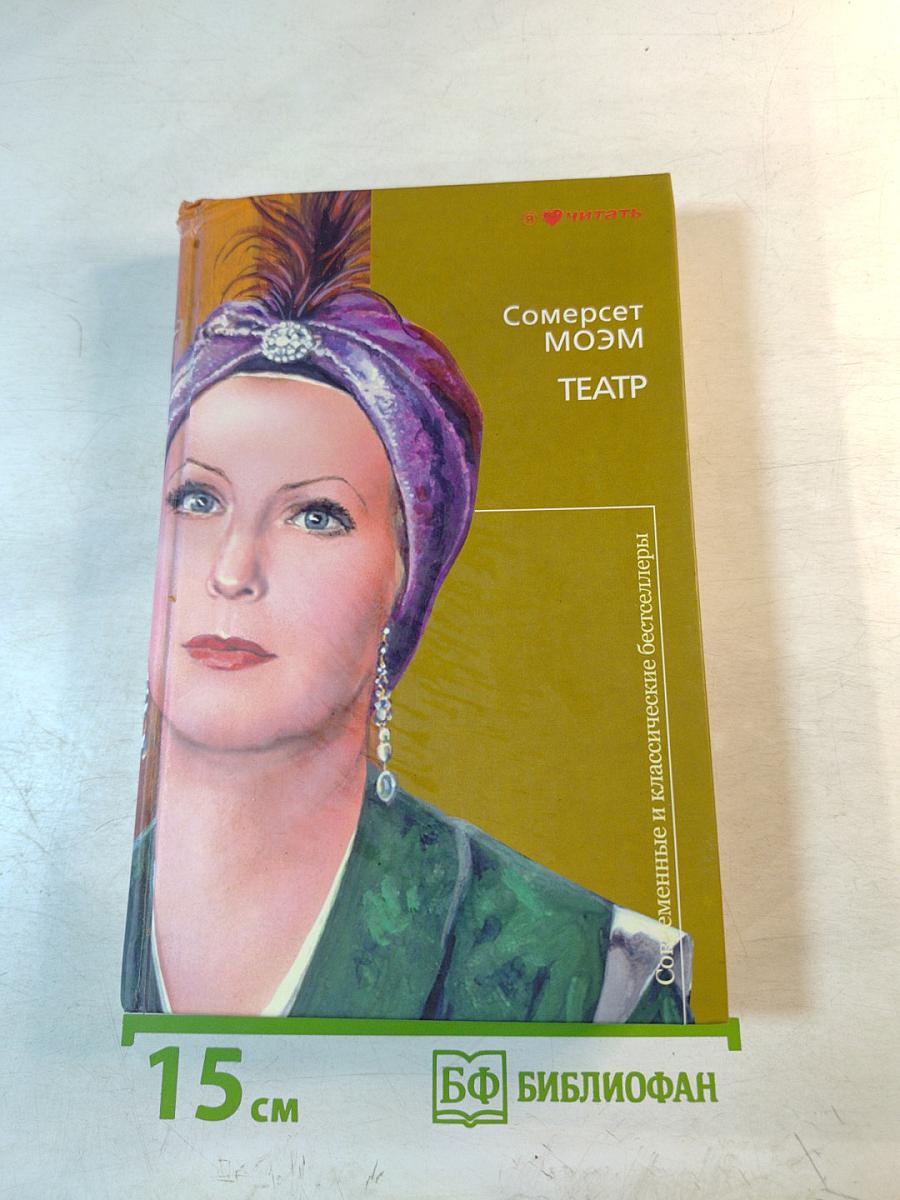 я читать
Сомерсет
МОЭМ
ТЕАТР
Современные и классические бестселлеры
15 см
БФ БИБЛИОФАН